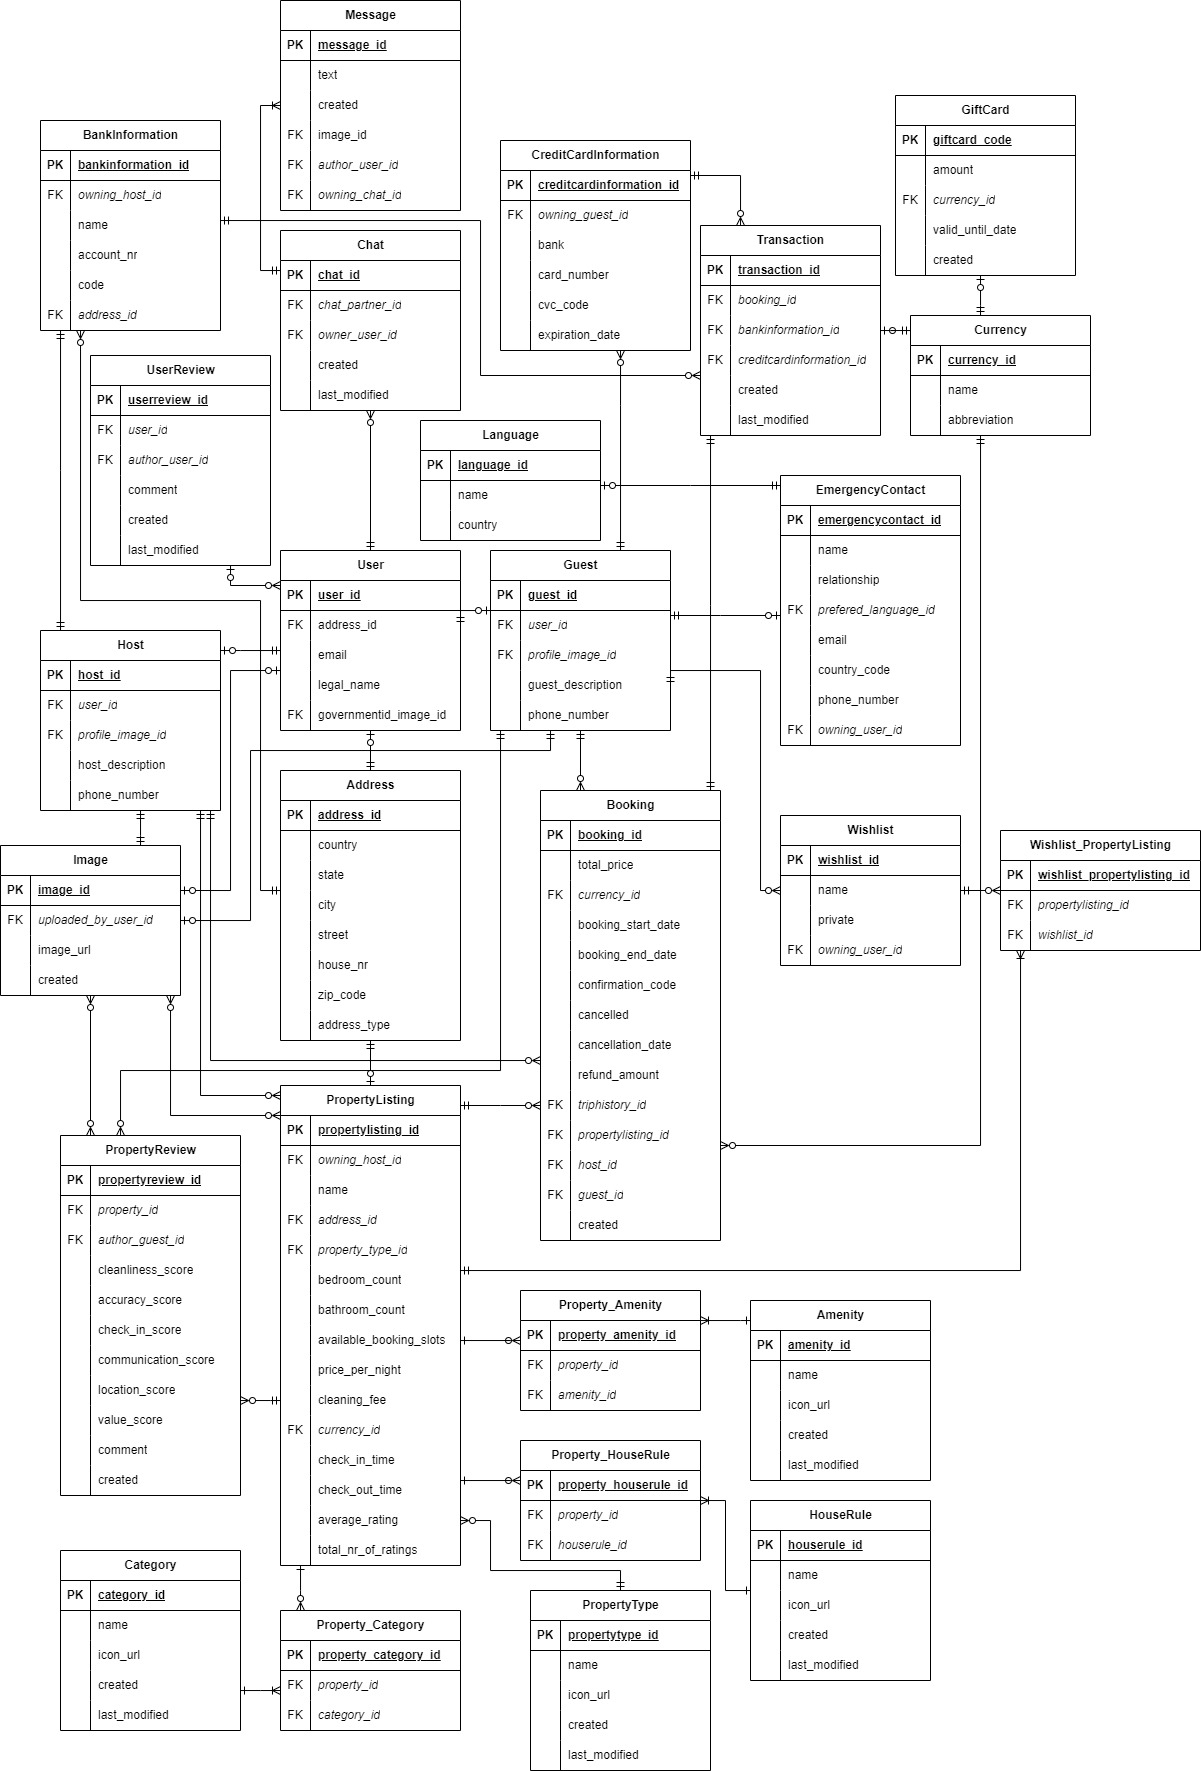 Message
PK message_id
text
created
FK image_id
FK author_user_id
FK owning_chat_id
BankInformation
PK bankinformation_id
FK owning_host_id
name
account_nr
code
FK address_id
CreditCardInformation
PK creditcardinformation_id
FK owning_guest_id
bank
card_number
cvc_code
expiration_date
GiftCard
PK giftcard_code
amount
FK currency_id
valid_until_date
created
Chat
PK chat_id
FK chat_partner_id
FK owner_user_id
created
last_modified
Transaction
PK transaction_id
FK booking_id
FK bankinformation_id
FK creditcardinformation_id
created
last_modified
Currency
PK currency_id
name
abbreviation
UserReview
PK userreview_id
FK user_id
FK author_user_id
comment
created
last_modified
Language
PK language_id
name
country
EmergencyContact
PK emergencycontact_id
name
relationship
FK prefered_language_id
email
country_code
phone_number
FK owning_user_id
User
PK user_id
FK address_id
email
legal_name
FK governmentid_image_id
Guest
PK guest_id
FK user_id
FK profile_image_id
guest_description
phone_number
Host
PK host_id
FK user_id
FK profile_image_id
host_description
phone_number
Address
PK address_id
country
state
city
street
house_nr
zip_code
address_type
Booking
PK booking_id
total_price
FK currency_id
booking_start_date
booking_end_date
confirmation_code
cancelled
cancellation_date
refund_amount
FK triphistory_id
FK propertylisting_id
FK host_id
FK guest_id
created
Wishlist
PK wishlist_id
name
private
FK owning_user_id
Wishlist_PropertyListing
PK wishlist_propertylisting_id
FK propertylisting_id
FK wishlist_id
Image
PK image_id
FK uploaded_by_user_id
image_url
created
PropertyListing
PK propertylisting_id
FK owning_host_id
name
FK address_id
FK property_type_id
bedroom_count
bathroom_count
available_booking_slots
price_per_night
cleaning_fee
FK currency_id
check_in_time
check_out_time
average_rating
total_nr_of_ratings
PropertyReview
PK propertyreview_id
FK property_id
FK author_guest_id
cleanliness_score
accuracy_score
check_in_score
communication_score
location_score
value_score
comment
created
Property_Amenity
PK property_amenity_id
FK property_id
FK amenity_id
Amenity
PK amenity_id
name
icon_url
created
last_modified
Property_HouseRule
PK property_houserule_id
FK property_id
FK houserule_id
HouseRule
PK houserule_id
name
icon_url
created
last_modified
Category
PK category_id
name
icon_url
created
last_modified
Property_Category
PK property_category_id
FK property_id
FK category_id
PropertyType
PK propertytype_id
name
icon_url
created
last_modified